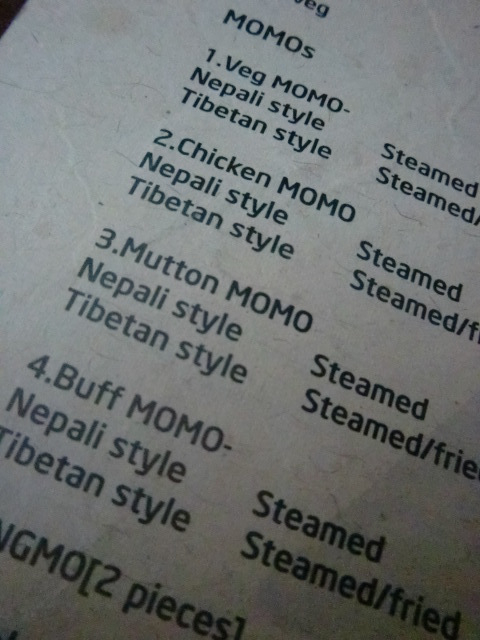 veg
MOMOs
1.Veg MOMO-
Nepali style Steamed
Tibetan style Steamed/
2.Chicken MOMO
Nepali style Steamed
Tibetan style Steamed/f
3.Mutton MOMO
Nepali style Steamed
Tibetan style Steamed/frie
4.Buff MOMO-
Nepali style Steamed
Tibetan style Steamed/fried
NGMO[2 pieces]